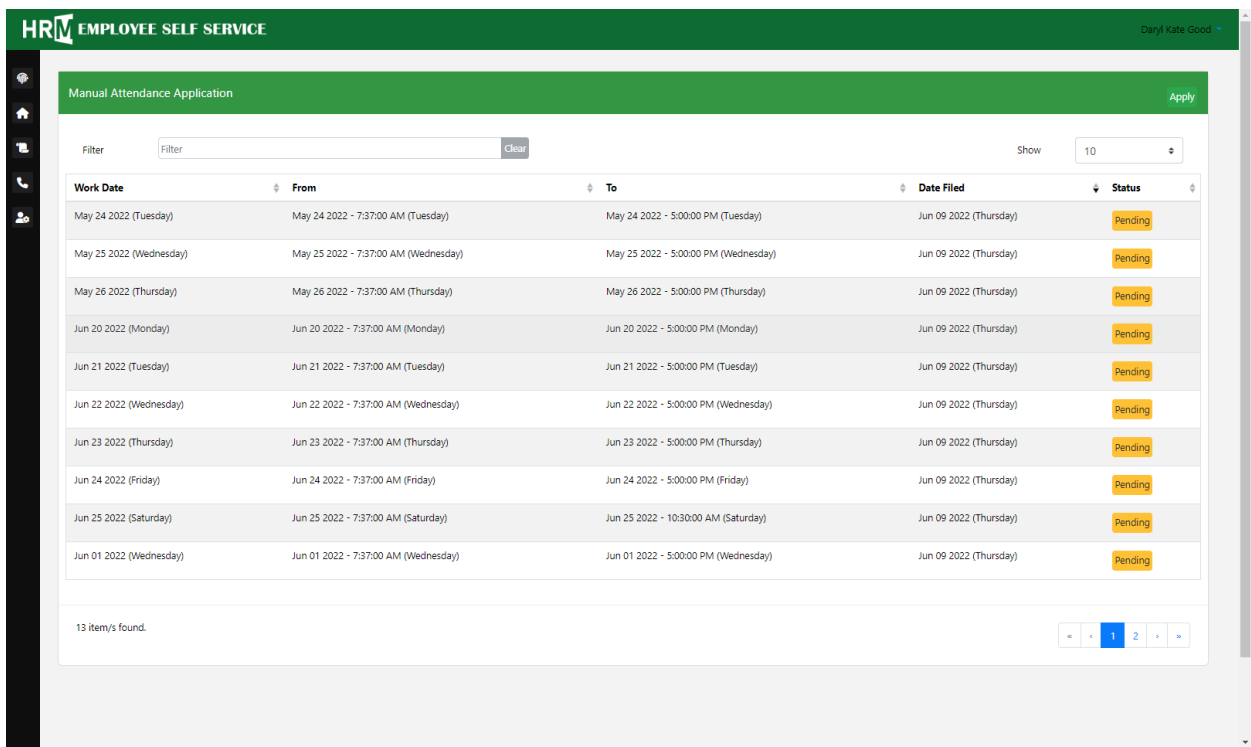 HRM EMPLOYEE SELF SERVICE Daryl Kate Good
Manual Attendance Application Apply
Filter Filter Clear Show 10
Work Date From To Date Filed Status
May 24 2022 (Tuesday) May 24 2022 - 7:37:00 AM (Tuesday) May 24 2022 - 5:00:00 PM (Tuesday) Jun 09 2022 (Thursday) Pending
May 25 2022 (Wednesday) May 25 2022 - 7:37:00 AM (Wednesday) May 25 2022 - 5:00:00 PM (Wednesday) Jun 09 2022 (Thursday) Pending
May 26 2022 (Thursday) May 26 2022 - 7:37:00 AM (Thursday) May 26 2022 - 5:00:00 PM (Thursday) Jun 09 2022 (Thursday) Pending
Jun 20 2022 (Monday) Jun 20 2022 - 7:37:00 AM (Monday) Jun 20 2022 - 5:00:00 PM (Monday) Jun 09 2022 (Thursday) Pending
Jun 21 2022 (Tuesday) Jun 21 2022 - 7:37:00 AM (Tuesday) Jun 21 2022 - 5:00:00 PM (Tuesday) Jun 09 2022 (Thursday) Pending
Jun 22 2022 (Wednesday) Jun 22 2022 - 7:37:00 AM (Wednesday) Jun 22 2022 - 5:00:00 PM (Wednesday) Jun 09 2022 (Thursday) Pending
Jun 23 2022 (Thursday) Jun 23 2022 - 7:37:00 AM (Thursday) Jun 23 2022 - 5:00:00 PM (Thursday) Jun 09 2022 (Thursday) Pending
Jun 24 2022 (Friday) Jun 24 2022 - 7:37:00 AM (Friday) Jun 24 2022 - 5:00:00 PM (Friday) Jun 09 2022 (Thursday) Pending
Jun 25 2022 (Saturday) Jun 25 2022 - 7:37:00 AM (Saturday) Jun 25 2022 - 10:30:00 AM (Saturday) Jun 09 2022 (Thursday) Pending
Jun 01 2022 (Wednesday) Jun 01 2022 - 7:37:00 AM (Wednesday) Jun 01 2022 - 5:00:00 PM (Wednesday) Jun 09 2022 (Thursday) Pending
13 item/s found. « ‹ 1 2 › »